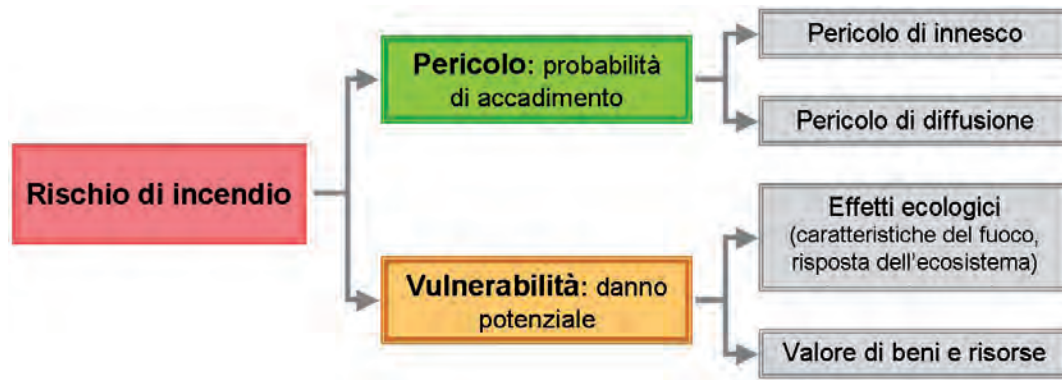 Rischio di incendio
Pericolo: probabilità
di accadimento
Pericolo di innesco
Pericolo di diffusione
Vulnerabilità: danno
potenziale
Effetti ecologici
(caratteristiche del fuoco,
risposta dell'ecosistema)
Valore di beni e risorse